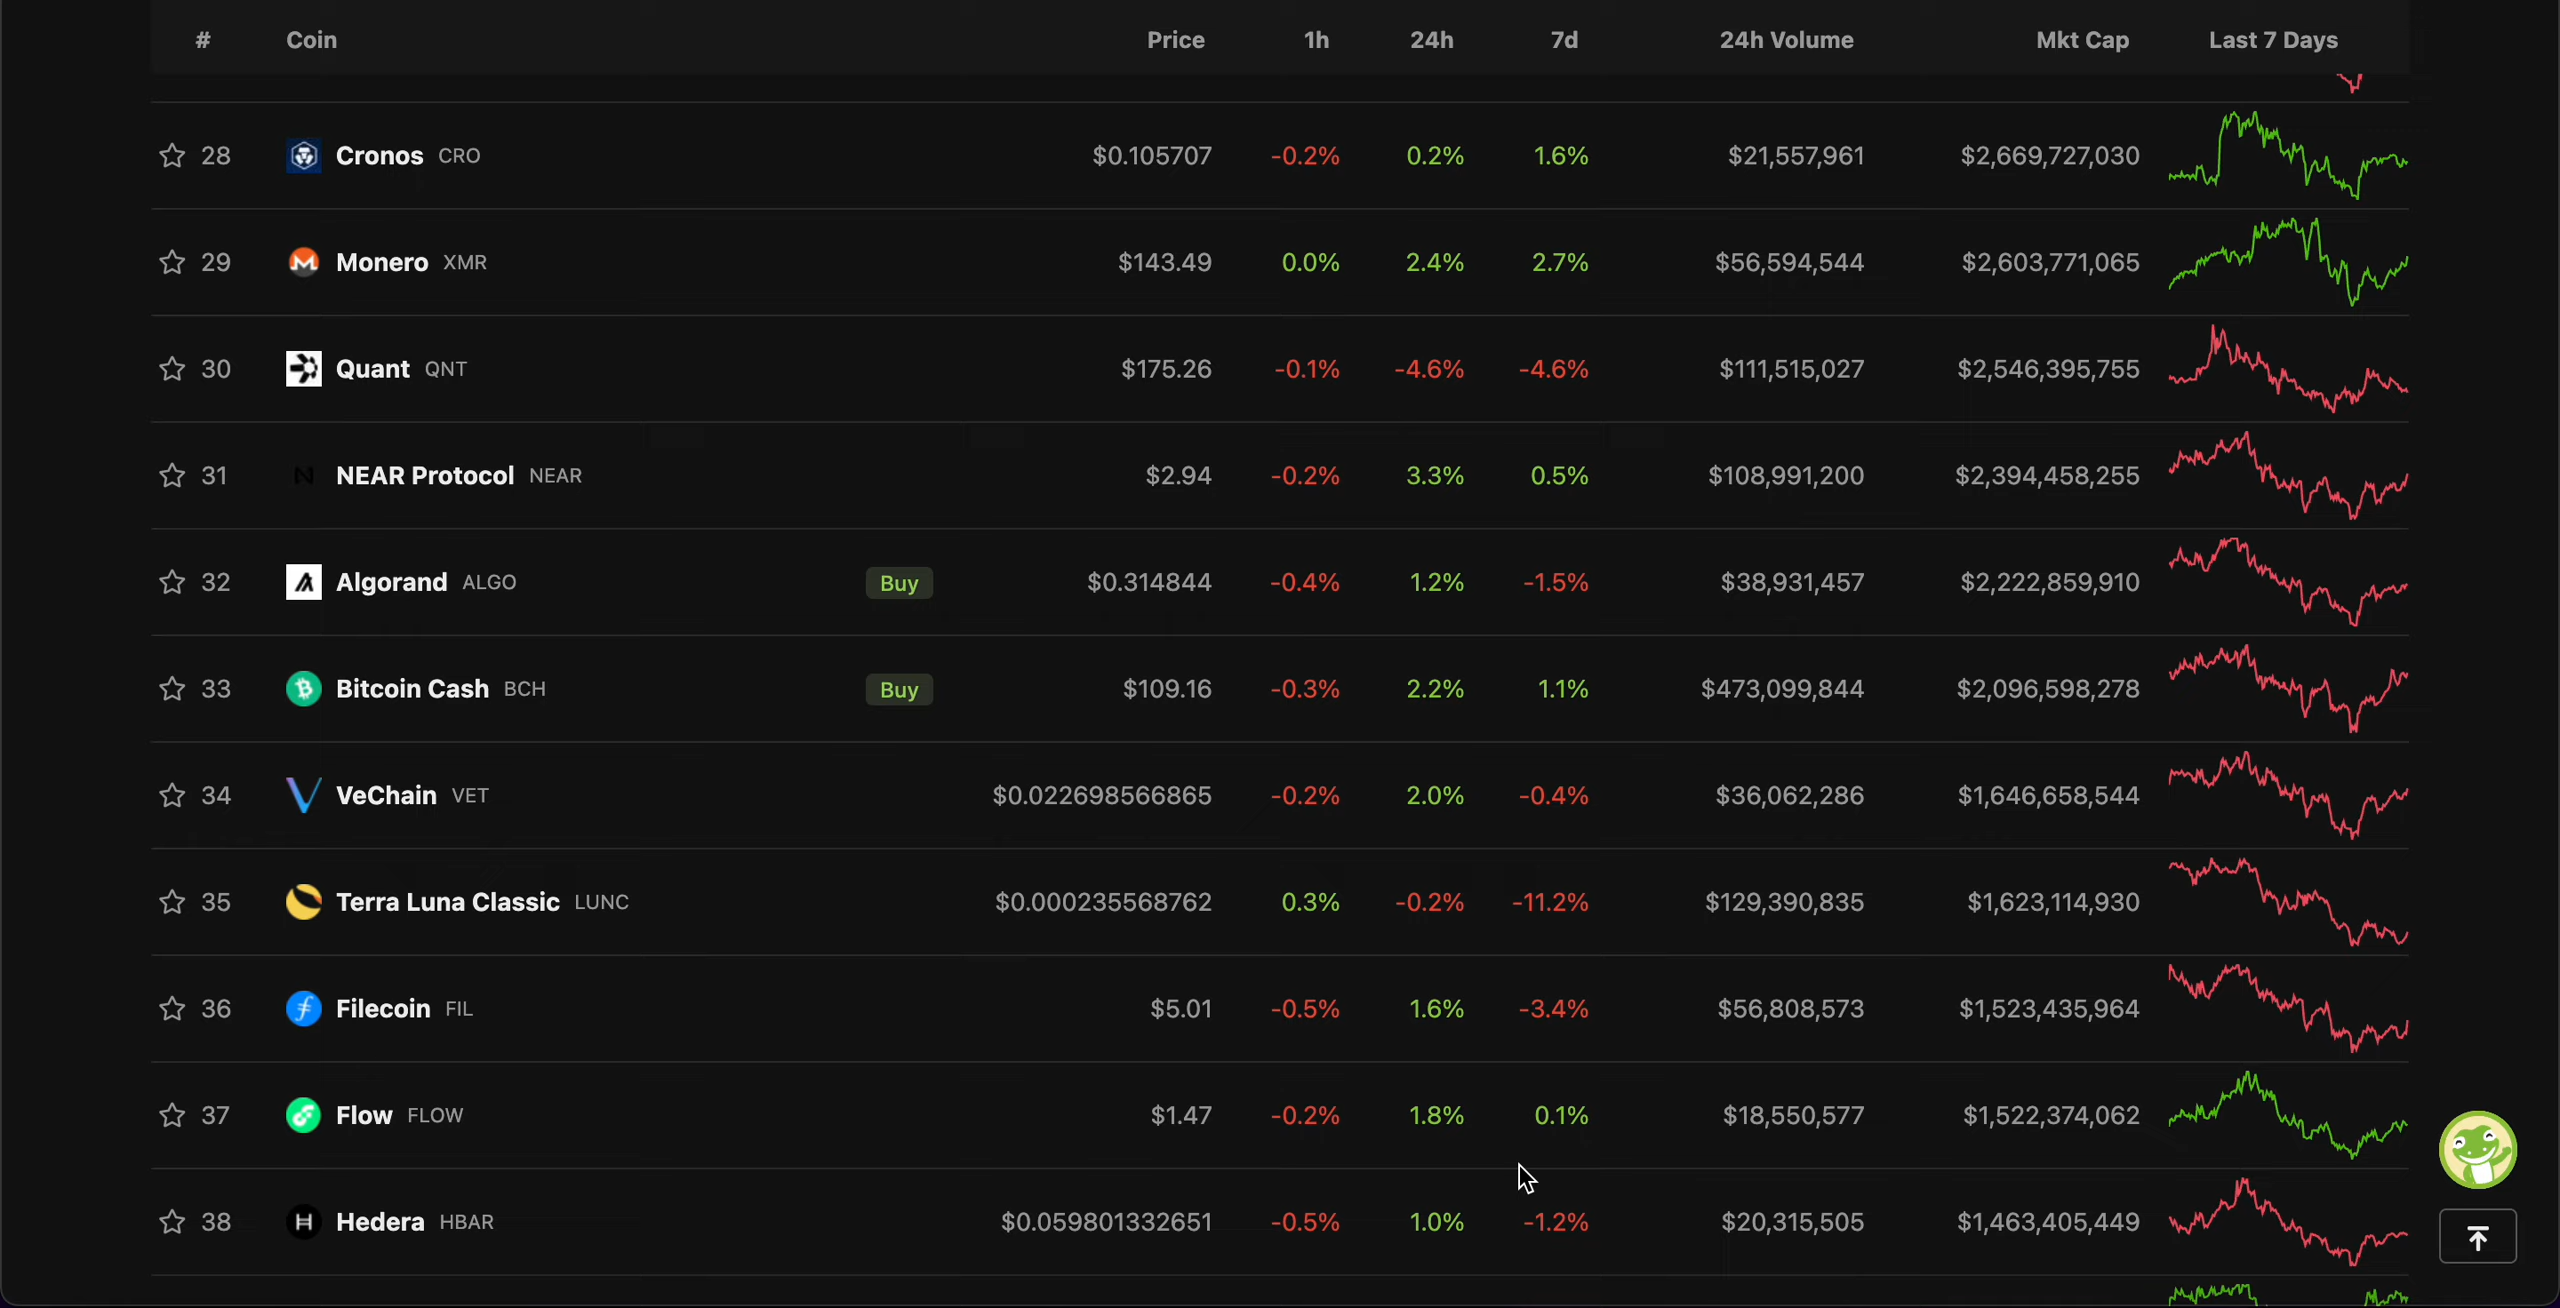 # Coin Price 1h 24h 7d 24h Volume Mkt Cap Last 7 Days
28 Cronos CRO $0.105707 -0.2% 0.2% 1.6% $21,557,961 $2,669,727,030
29 Monero XMR $143.49 0.0% 2.4% 2.7% $56,594,544 $2,603,771,065
30 Quant QNT $175.26 -0.1% -4.6% -4.6% $111,515,027 $2,546,395,755
31 NEAR Protocol NEAR $2.94 -0.2% 3.3% 0.5% $108,991,200 $2,394,458,255
32 Algorand ALGO Buy $0.314844 -0.4% 1.2% -1.5% $38,931,457 $2,222,859,910
33 Bitcoin Cash BCH Buy $109.16 -0.3% 2.2% 1.1% $473,099,844 $2,096,598,278
34 VeChain VET $0.022698566865 -0.2% 2.0% -0.4% $36,062,286 $1,646,658,544
35 Terra Luna Classic LUNC $0.000235568762 0.3% -0.2% -11.2% $129,390,835 $1,623,114,930
36 Filecoin FIL $5.01 -0.5% 1.6% -3.4% $56,808,573 $1,523,435,964
37 Flow FLOW $1.47 -0.2% 1.8% 0.1% $18,550,577 $1,522,374,062
38 Hedera HBAR $0.059801332651 -0.5% 1.0% -1.2% $20,315,505 $1,463,405,449